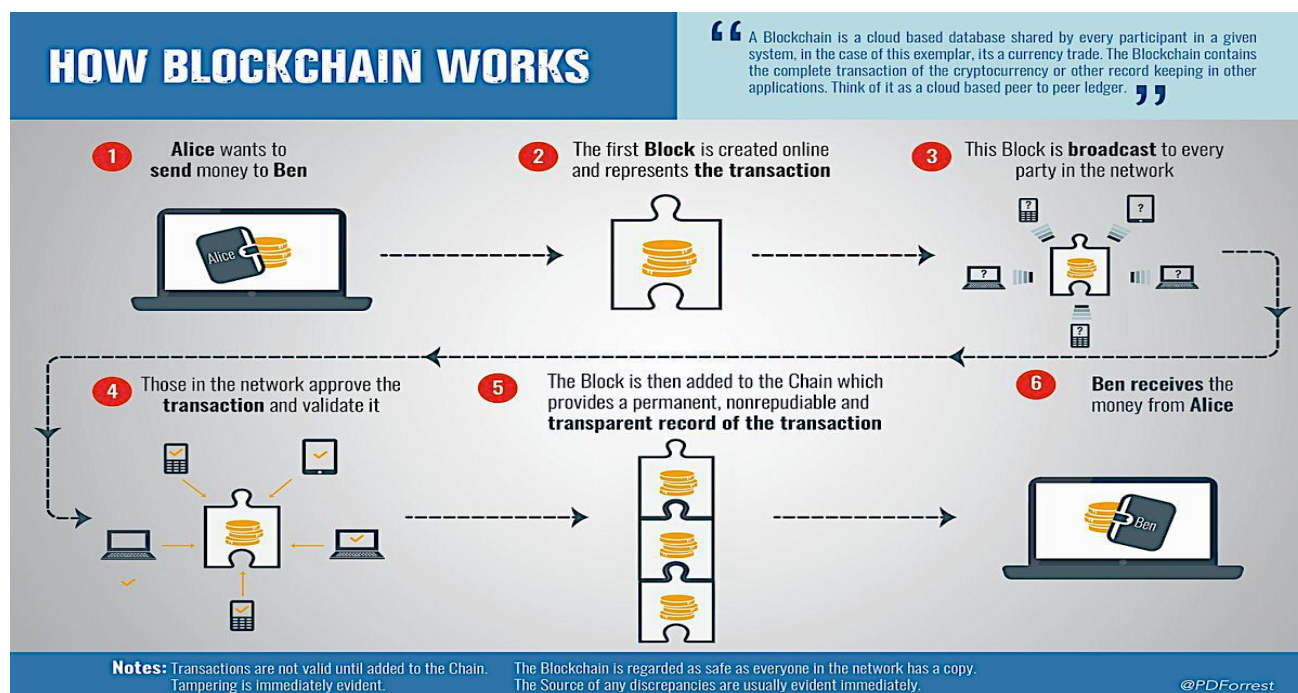 HOW BLOCKCHAIN WORKS
“ A Blockchain is a cloud based database shared by every participant in a given
system, in the case of this exemplar, its a currency trade. The Blockchain contains
the complete transaction of the cryptocurrency or other record keeping in other
applications. Think of it as a cloud based peer to peer ledger. ”
1 Alice wants to
send money to Ben
Alice
2 The first Block is created online
and represents the transaction
3 This Block is broadcast to every
party in the network
?
?
?
?
?
4 Those in the network approve the
transaction and validate it
5 The Block is then added to the Chain which
provides a permanent, nonrepudiable and
transparent record of the transaction
6 Ben receives the
money from Alice
Ben
Notes: Transactions are not valid until added to the Chain.
Tampering is immediately evident.
The Blockchain is regarded as safe as everyone in the network has a copy.
The Source of any discrepancies are usually evident immediately.
@PDForrest